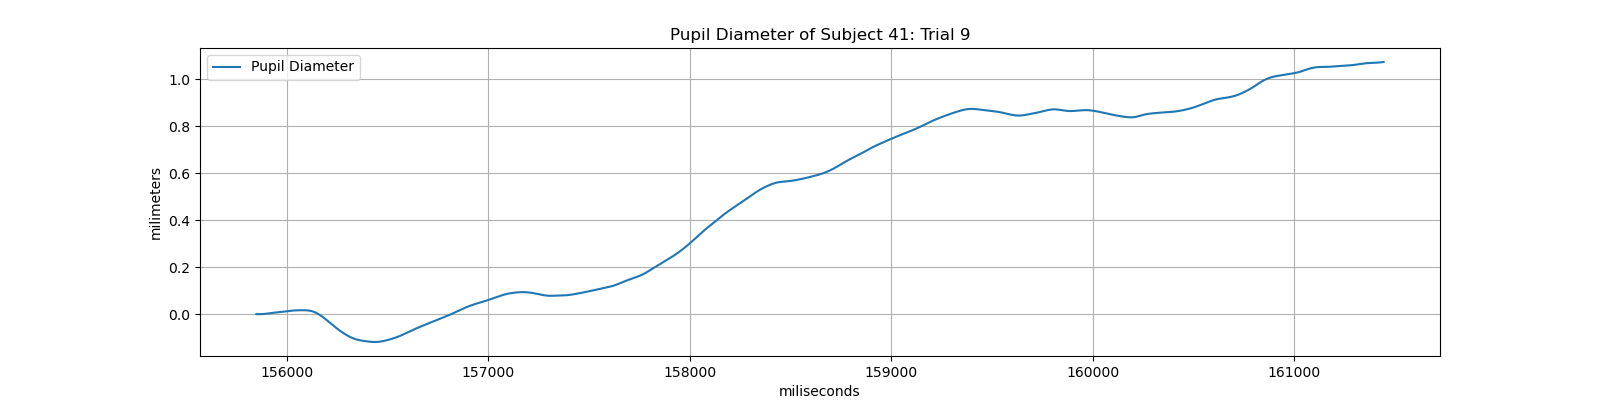 Pupil Diameter of Subject 41: Trial 9
Pupil Diameter
milimeters
1.0
0.8
0.6
0.4
0.2
0.0
156000 157000 158000 159000 160000 161000
miliseconds